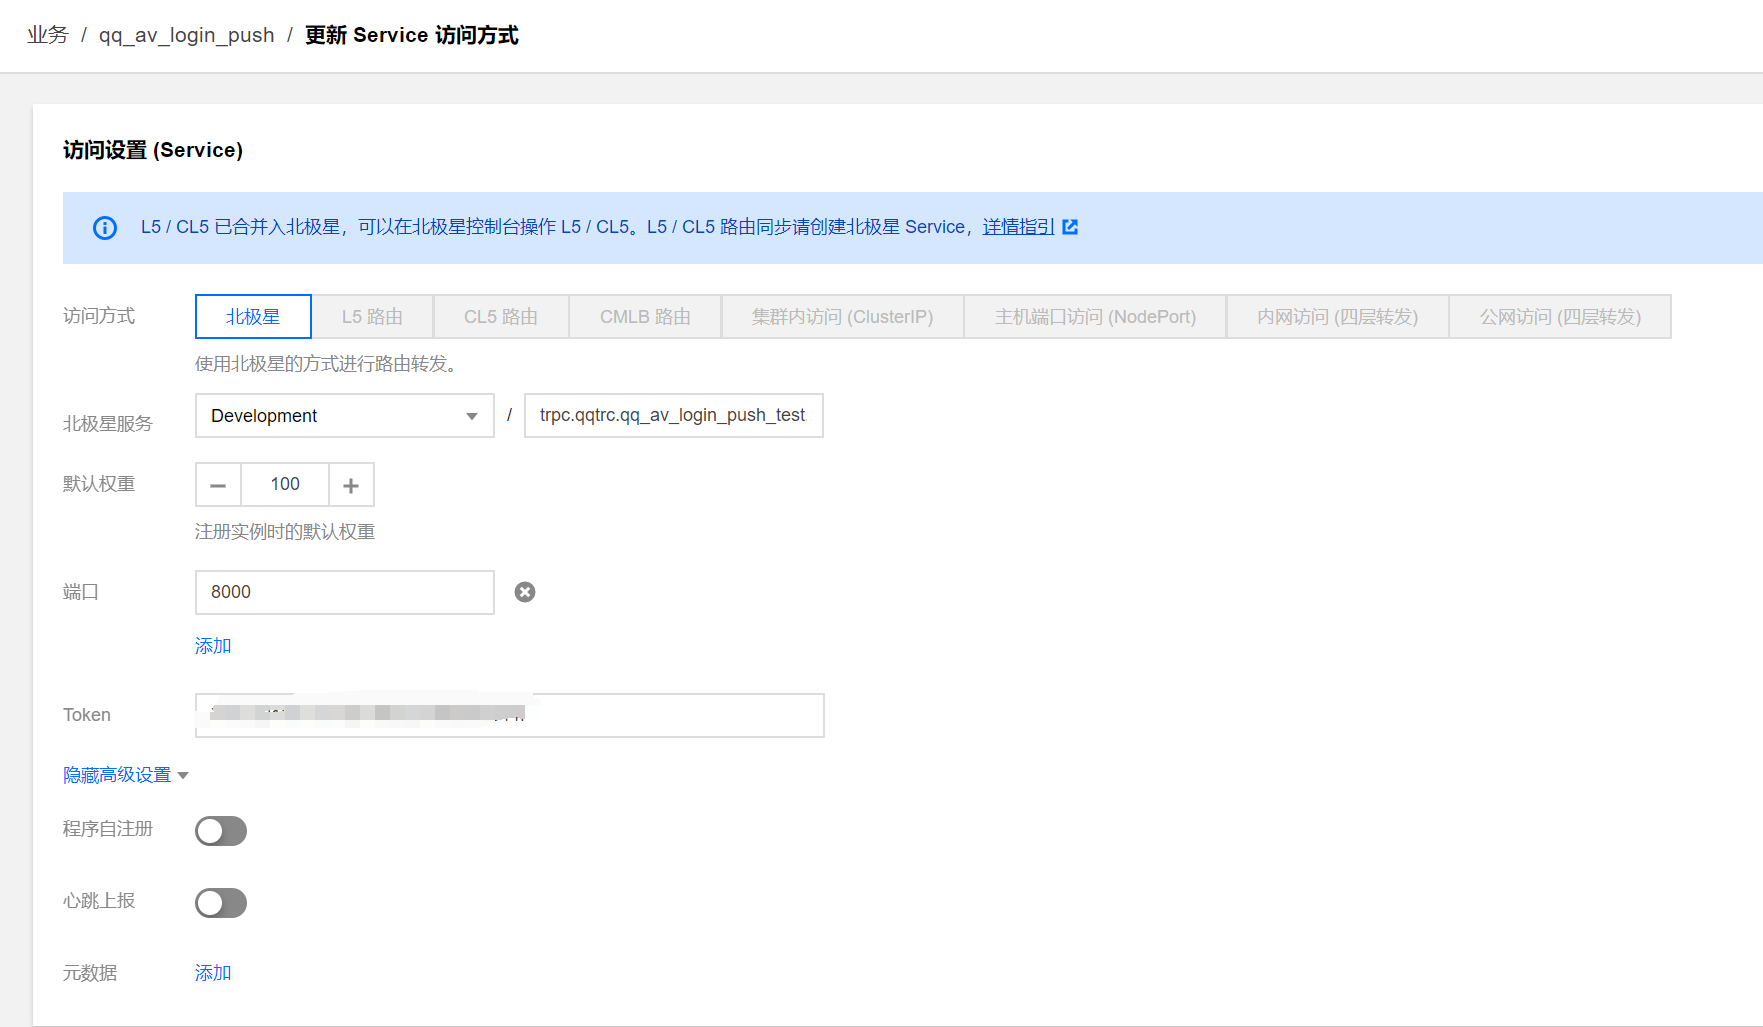 业务 / qq_av_login_push / 更新 Service 访问方式
访问设置 (Service)
L5 / CL5 已合并入北极星，可以在北极星控制台操作 L5 / CL5。L5 / CL5 路由同步请创建北极星 Service，详情指引
访问方式 北极星 L5 路由 CL5 路由 CMLB 路由 集群内访问 (ClusterIP) 主机端口访问 (NodePort) 内网访问 (四层转发) 公网访问 (四层转发)
使用北极星的方式进行路由转发。
北极星服务 Development / trpc.qqtrc.qq_av_login_push_test
默认权重 100
注册实例时的默认权重
端口 8000
添加
Token
隐藏高级设置
程序自注册
心跳上报
元数据 添加